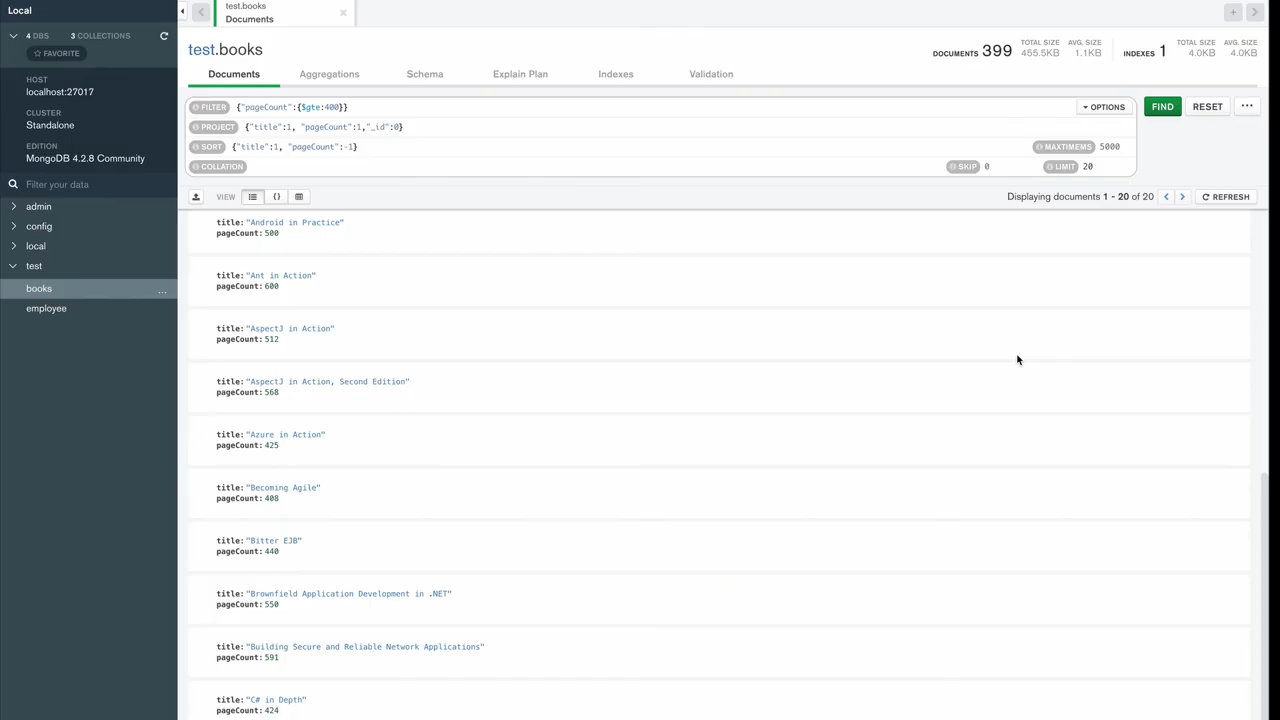 Local
4 DBS 3 COLLECTIONS
FAVORITE
HOST
localhost:27017
CLUSTER
Standalone
EDITION
MongoDB 4.2.8 Community
Filter your data
admin
config
local
test
books
...
employee
test.books
Documents
test.books
DOCUMENTS 399 TOTAL SIZE 455.5KB AVG. SIZE 1.1KB INDEXES 1 TOTAL SIZE 4.0KB AVG. SIZE 4.0KB
Documents Aggregations Schema Explain Plan Indexes Validation
FILTER {"pageCount":{$gte:400}} OPTIONS FIND RESET ...
PROJECT {"title":1, "pageCount":1,"_id":0}
SORT {"title":1, "pageCount":-1} MAXTIMEMS 5000
COLLATION SKIP 0 LIMIT 20
VIEW {} Displaying documents 1 - 20 of 20 REFRESH
title: "Android in Practice"
pageCount: 500
title: "Ant in Action"
pageCount: 600
title: "AspectJ in Action"
pageCount: 512
title: "AspectJ in Action, Second Edition"
pageCount: 568
title: "Azure in Action"
pageCount: 425
title: "Becoming Agile"
pageCount: 408
title: "Bitter EJB"
pageCount: 440
title: "Brownfield Application Development in .NET"
pageCount: 550
title: "Building Secure and Reliable Network Applications"
pageCount: 591
title: "C# in Depth"
pageCount: 424